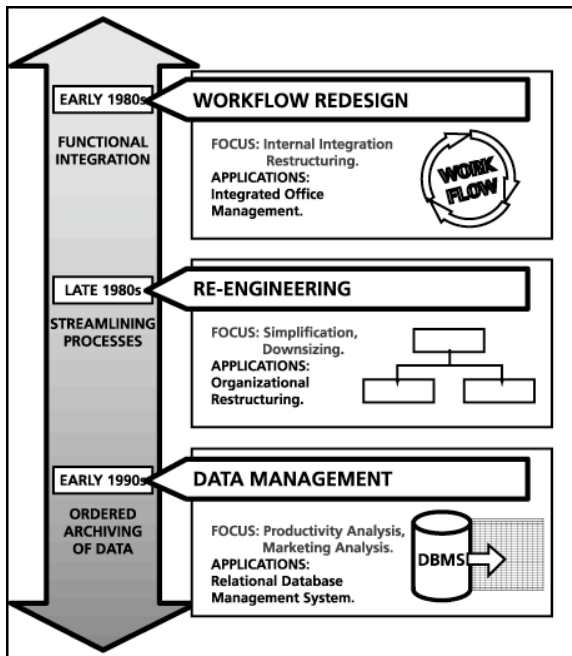 EARLY 1980s
WORKFLOW REDESIGN
FUNCTIONAL
INTEGRATION
FOCUS: Internal Integration
Restructuring.
APPLICATIONS:
Integrated Office
Management.
WORK
FLOW
LATE 1980s
RE-ENGINEERING
STREAMLINING
PROCESSES
FOCUS: Simplification,
Downsizing.
APPLICATIONS:
Organizational
Restructuring.
EARLY 1990s
DATA MANAGEMENT
ORDERED
ARCHIVING
OF DATA
FOCUS: Productivity Analysis,
Marketing Analysis.
APPLICATIONS:
Relational Database
Management System.
DBMS